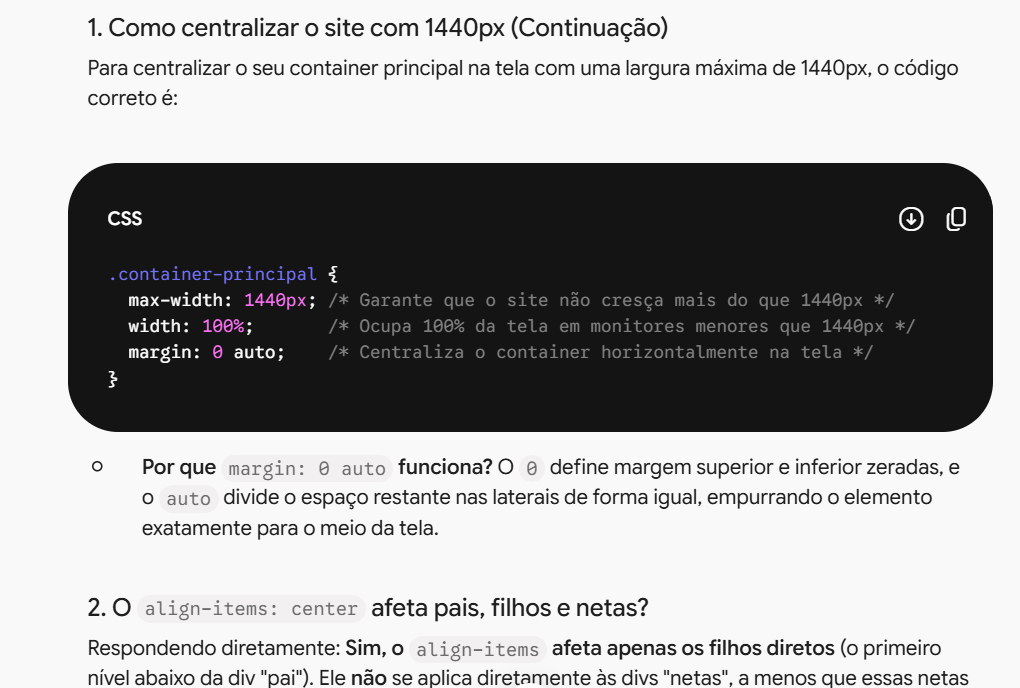 1. Como centralizar o site com 1440px (Continuação)
Para centralizar o seu container principal na tela com uma largura máxima de 1440px, o código
correto é:
CSS
.container-principal {
  max-width: 1440px; /* Garante que o site não cresça mais do que 1440px */
  width: 100%;       /* Ocupa 100% da tela em monitores menores que 1440px */
  margin: 0 auto;    /* Centraliza o container horizontalmente na tela */
}
Por que margin: 0 auto funciona? O 0 define margem superior e inferior zeradas, e
o auto divide o espaço restante nas laterais de forma igual, empurrando o elemento
exatamente para o meio da tela.
2. O align-items: center afeta pais, filhos e netas?
Respondendo diretamente: Sim, o align-items afeta apenas os filhos diretos (o primeiro
nível abaixo da div "pai"). Ele não se aplica diretamente às divs "netas", a menos que essas netas